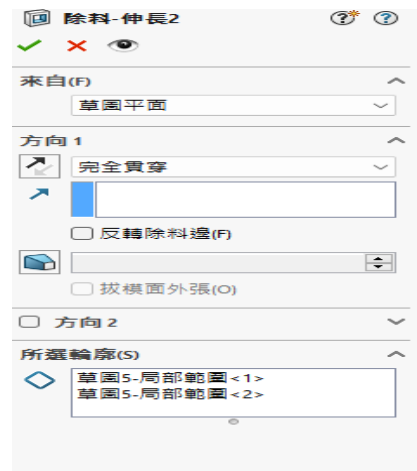 除料-伸長2
來自(F)
草圖平面
方向 1
完全貫穿
反轉除料邊(F)
拔模面外張(O)
方向 2
所選輪廓(S)
草圖5-局部範圍<1>
草圖5-局部範圍<2>